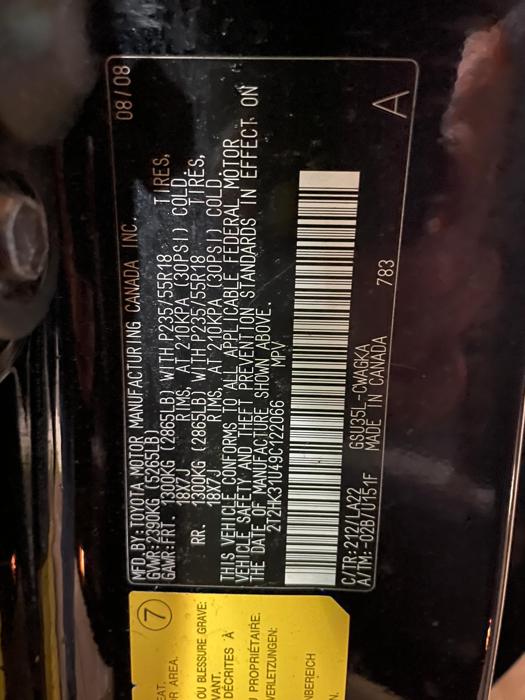 MFD.BY: TOYOTA MOTOR MANUFACTURING CANADA INC. 08/08
GVWR:2390KG (5265LB)
GAWR:FRT. 1300KG (2865LB) WITH P235/55R18 TIRES,
18X7J RIMS, AT 210KPA (30PSI) COLD.
RR. 1300KG (2865LB) WITH P235/55R18 TIRES,
18X7J RIMS, AT 210KPA (30PSI) COLD.
THIS VEHICLE CONFORMS TO ALL APPLICABLE FEDERAL MOTOR
VEHICLE SAFETY AND THEFT PREVENTION STANDARDS IN EFFECT ON
THE DATE OF MANUFACTURE SHOWN ABOVE.
2T2HK31U49C122066 MPV
C/TR:212/LA22 GSU35L-CWAGKA 783
A/TM:-02B/U151F MADE IN CANADA A
7
EAT.
R AREA.
OU BLESSURE GRAVE:
VANT.
DÉCRITES À
U PROPRIÉTAIRE.
VERLETZUNGEN:
NBEREICH
N.